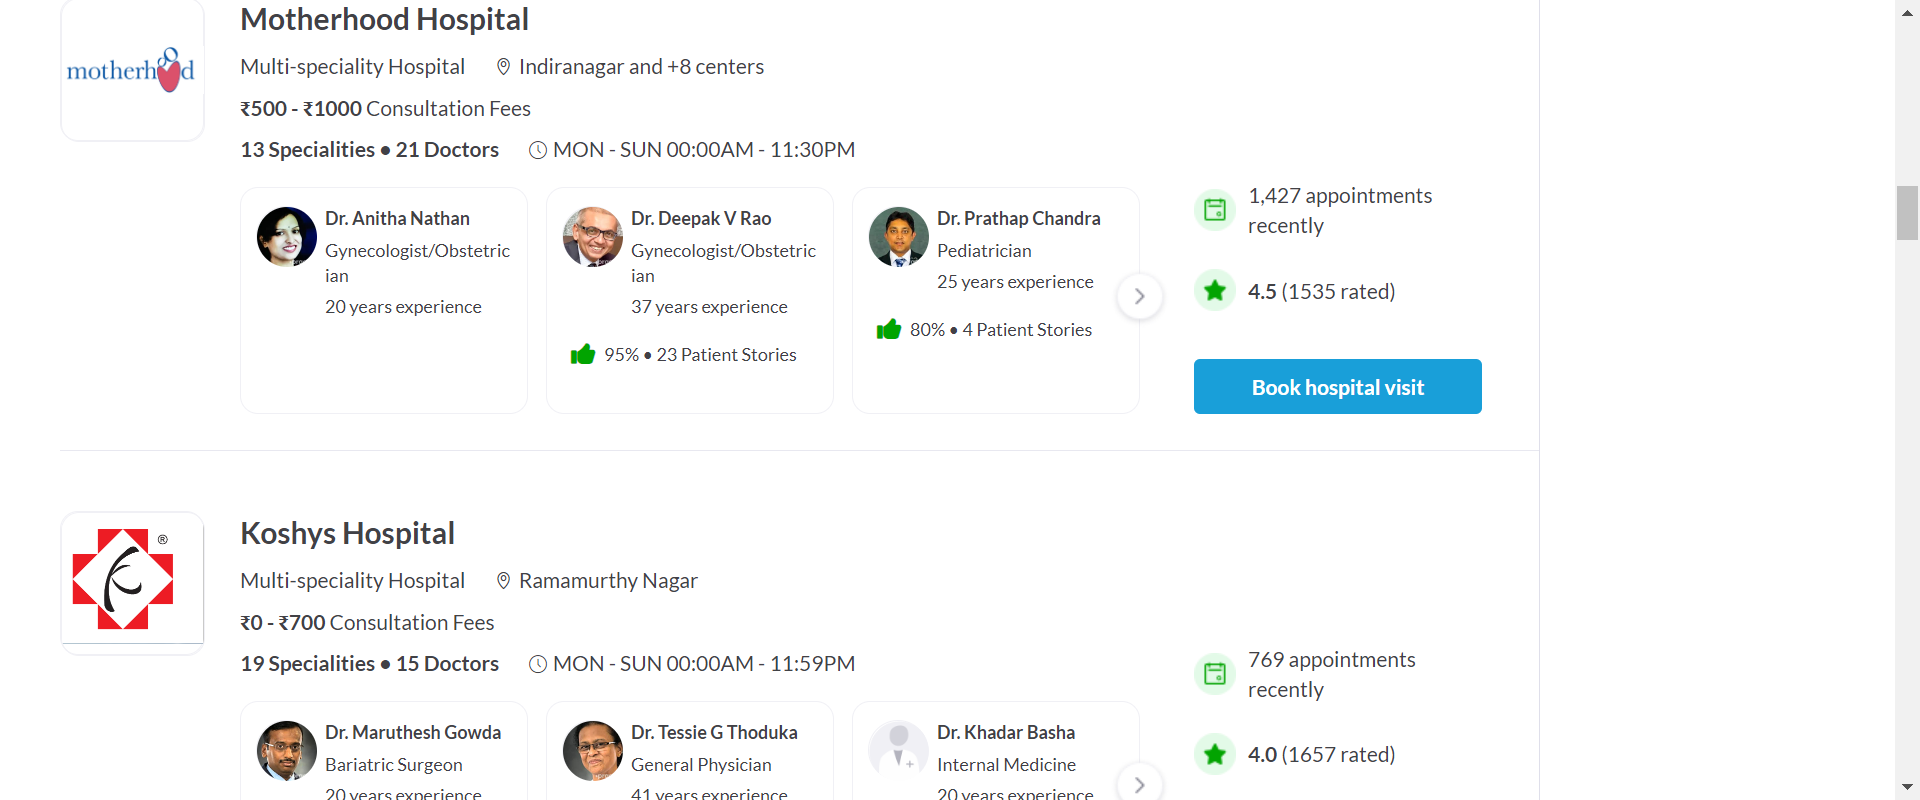 Motherhood Hospital
motherhood
Multi-speciality Hospital Indiranagar and +8 centers
₹500 - ₹1000 Consultation Fees
13 Specialities • 21 Doctors MON - SUN 00:00AM - 11:30PM
Dr. Anitha Nathan
Gynecologist/Obstetric
ian
20 years experience
Dr. Deepak V Rao
Gynecologist/Obstetric
ian
37 years experience
95% • 23 Patient Stories
Dr. Prathap Chandra
Pediatrician
25 years experience
80% • 4 Patient Stories
1,427 appointments
recently
4.5 (1535 rated)
Book hospital visit
Koshys Hospital
®
Multi-speciality Hospital Ramamurthy Nagar
₹0 - ₹700 Consultation Fees
19 Specialities • 15 Doctors MON - SUN 00:00AM - 11:59PM
Dr. Maruthesh Gowda
Bariatric Surgeon
20 years experience
Dr. Tessie G Thoduka
General Physician
41 years experience
Dr. Khadar Basha
Internal Medicine
20 years experience
769 appointments
recently
4.0 (1657 rated)